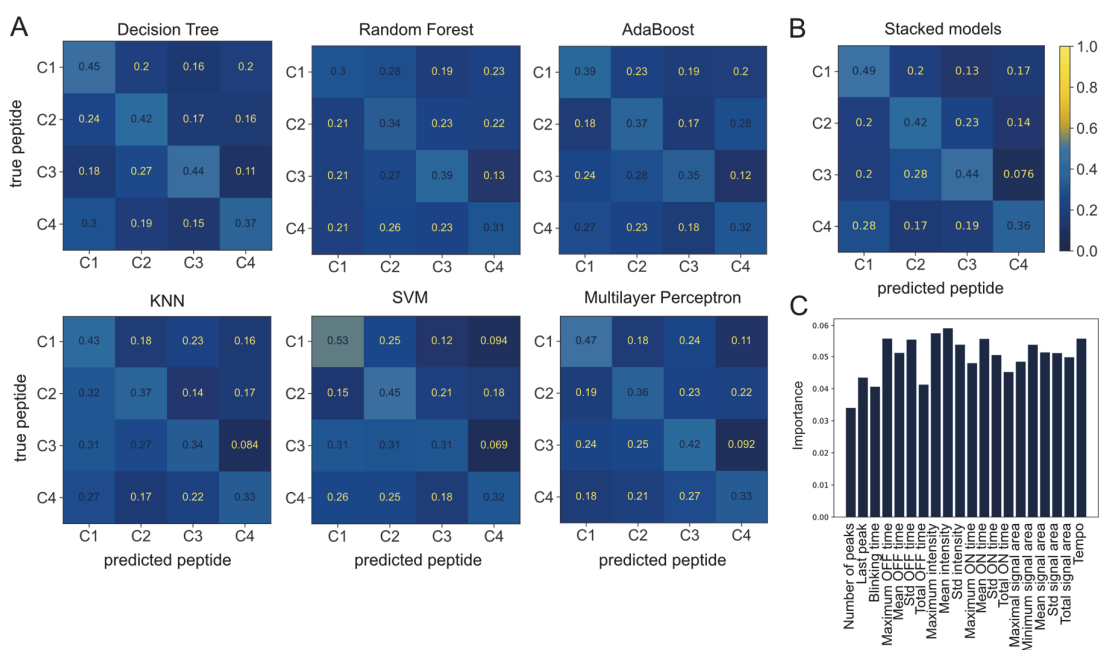 A
Decision Tree
Random Forest
AdaBoost
B
Stacked models
true peptide
C1 0.45 0.2 0.16 0.2
C2 0.24 0.42 0.17 0.16
C3 0.18 0.27 0.44 0.11
C4 0.3 0.19 0.15 0.37
C1 C2 C3 C4
C1 0.3 0.28 0.19 0.23
C2 0.21 0.34 0.23 0.22
C3 0.21 0.27 0.39 0.13
C4 0.21 0.26 0.23 0.31
C1 C2 C3 C4
C1 0.39 0.23 0.19 0.2
C2 0.18 0.37 0.17 0.28
C3 0.24 0.28 0.35 0.12
C4 0.27 0.23 0.18 0.32
C1 C2 C3 C4
C1 0.49 0.2 0.13 0.17
C2 0.2 0.42 0.23 0.14
C3 0.2 0.28 0.44 0.076
C4 0.28 0.17 0.19 0.36
C1 C2 C3 C4
predicted peptide
1.0
0.8
0.6
0.4
0.2
0.0
KNN
SVM
Multilayer Perceptron
true peptide
C1 0.43 0.18 0.23 0.16
C2 0.32 0.37 0.14 0.17
C3 0.31 0.27 0.34 0.084
C4 0.27 0.17 0.22 0.33
C1 C2 C3 C4
predicted peptide
C1 0.53 0.25 0.12 0.094
C2 0.15 0.45 0.21 0.18
C3 0.31 0.31 0.31 0.069
C4 0.26 0.25 0.18 0.32
C1 C2 C3 C4
predicted peptide
C1 0.47 0.18 0.24 0.11
C2 0.19 0.36 0.23 0.22
C3 0.24 0.25 0.42 0.092
C4 0.18 0.21 0.27 0.33
C1 C2 C3 C4
predicted peptide
C
Importance
0.06
0.05
0.04
0.03
0.02
0.01
0.00
Number of peaks
Last peak
Blinking time
Maximum OFF time
Mean OFF time
Std OFF time
Total OFF time
Maximum intensity
Mean intensity
Std intensity
Maximum ON time
Mean ON time
Std ON time
Total ON time
Maximal signal area
Minimum signal area
Mean signal area
Std signal area
Total signal area
Tempo